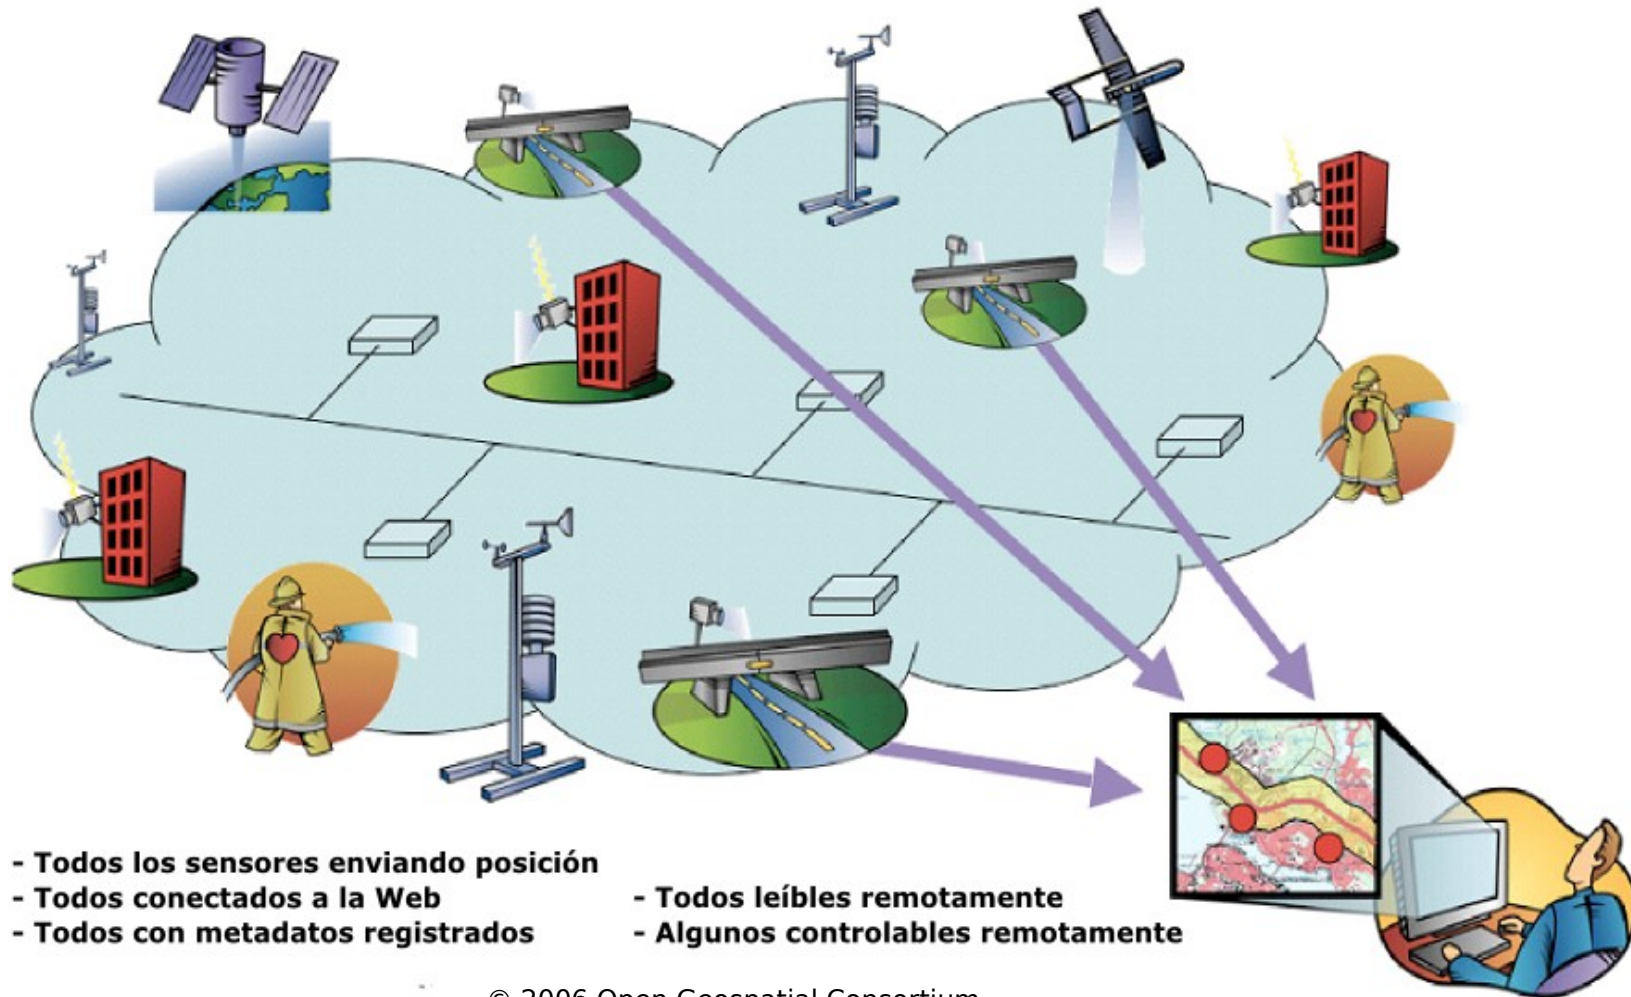 - Todos los sensores enviando posición
- Todos conectados a la Web
- Todos con metadatos registrados
- Todos leíbles remotamente
- Algunos controlables remotamente
© 2006 Open Geospatial Consortium